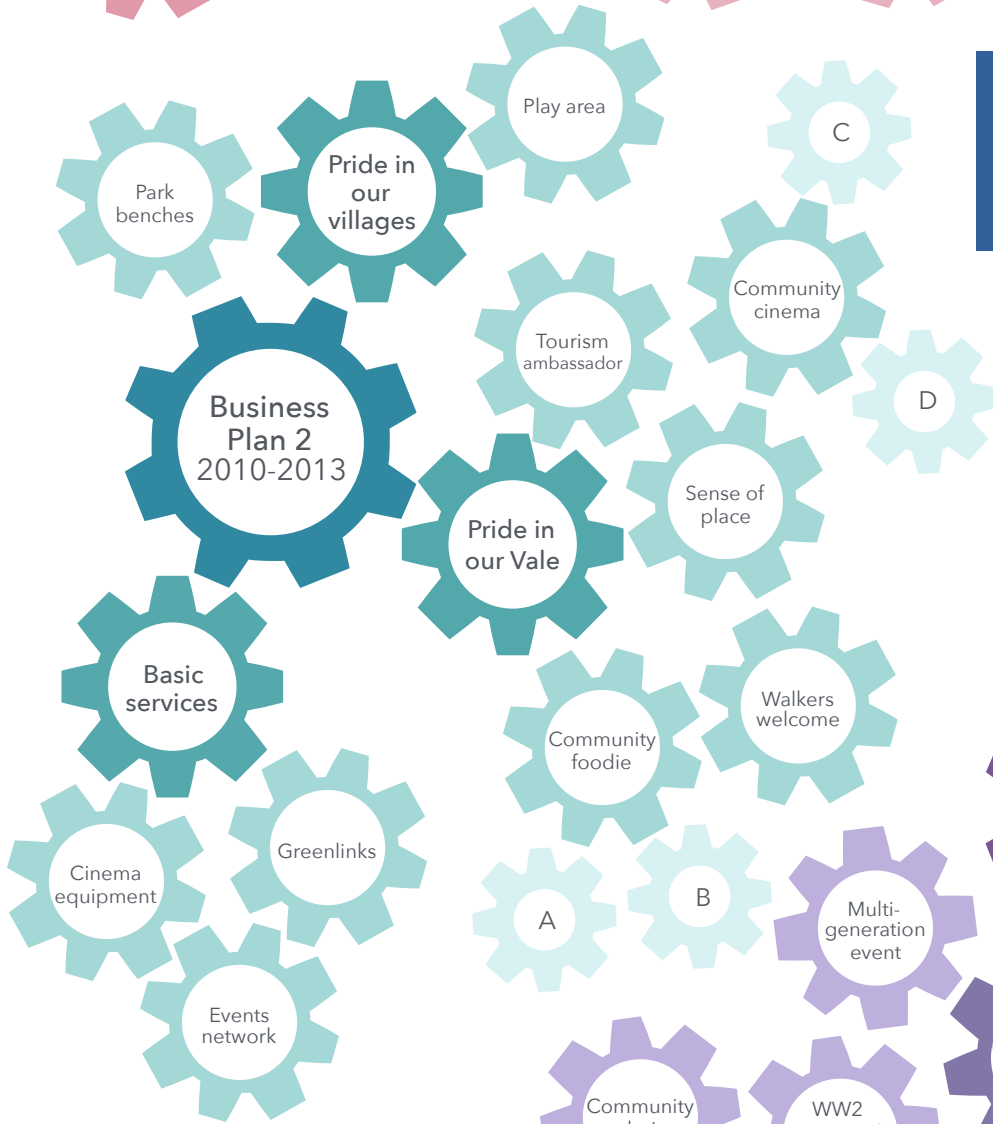 Play area
C
Park
benches
Pride in
our
villages
Community
cinema
Tourism
ambassador
D
Business
Plan 2
2010-2013
Sense of
place
Pride in
our Vale
Basic
services
Walkers
welcome
Community
foodie
Greenlinks
Cinema
equipment
A
B
Multi-
generation
event
Events
network
Community
WW2